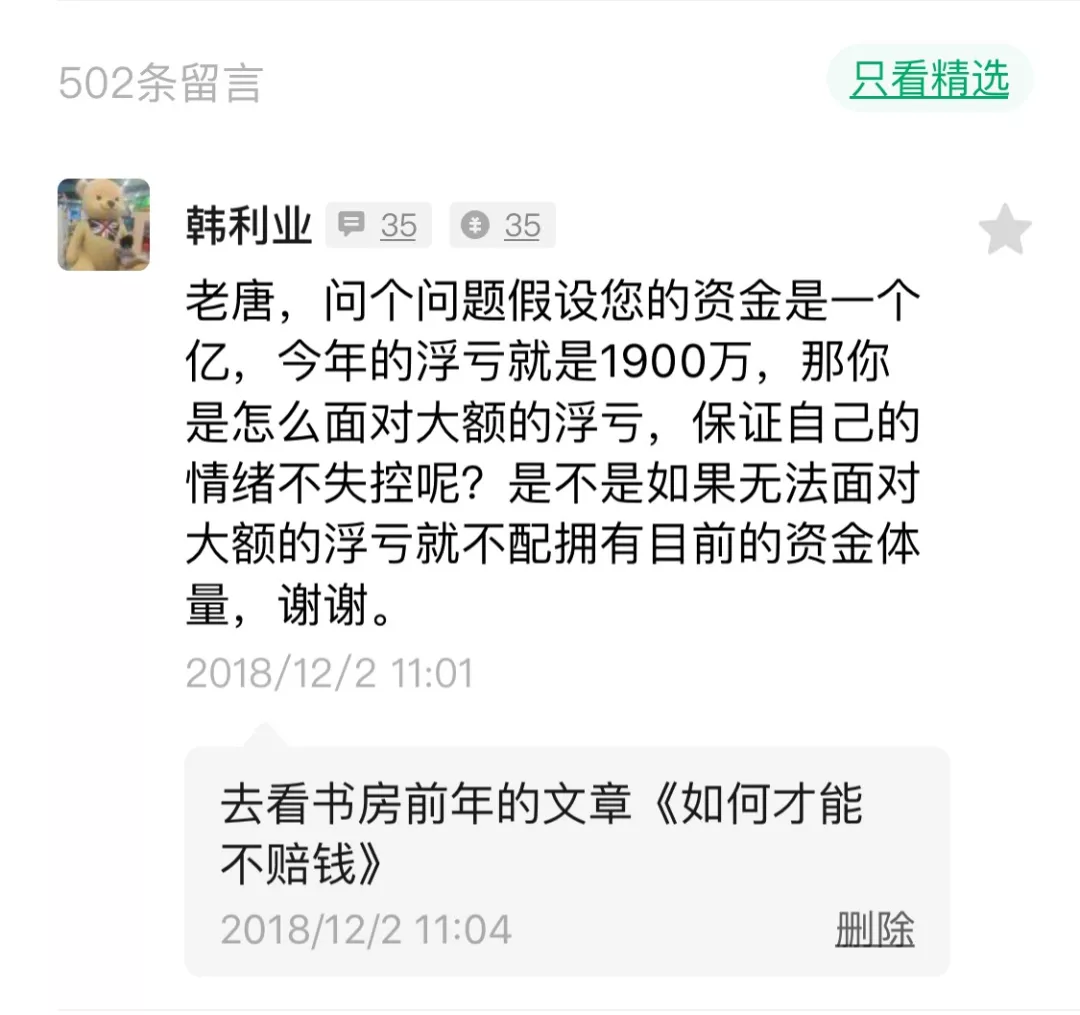 502条留言
只看精选
韩利业 35 35
老唐，问个问题假设您的资金是一个
亿，今年的浮亏就是1900万，那你
是怎么面对大额的浮亏，保证自己的
情绪不失控呢？是不是如果无法面对
大额的浮亏就不配拥有目前的资金体
量，谢谢。
2018/12/2 11:01
去看书房前年的文章《如何才能
不赔钱》
2018/12/2 11:04
删除